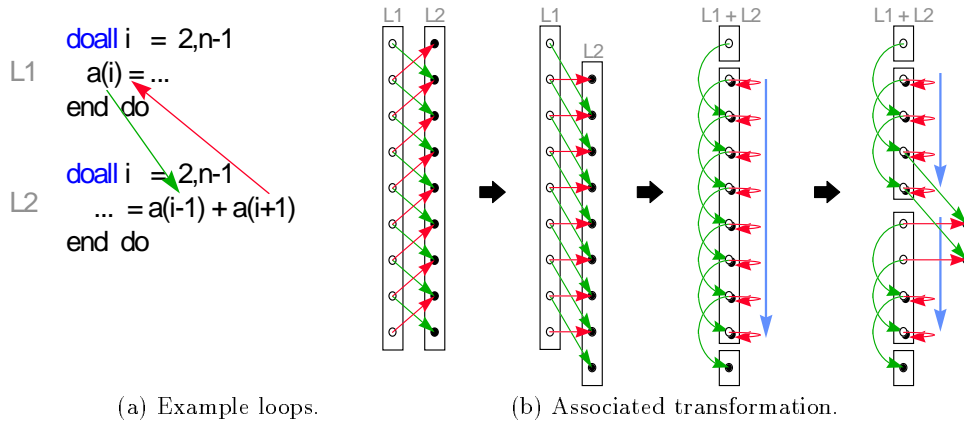 doall i = 2,n-1
L1
a(i) = ...
end do
doall i = 2,n-1
L2
... = a(i-1) + a(i+1)
end do
L1 L2
L1
L2
L1 + L2
L1 + L2
(a) Example loops.
(b) Associated transformation.